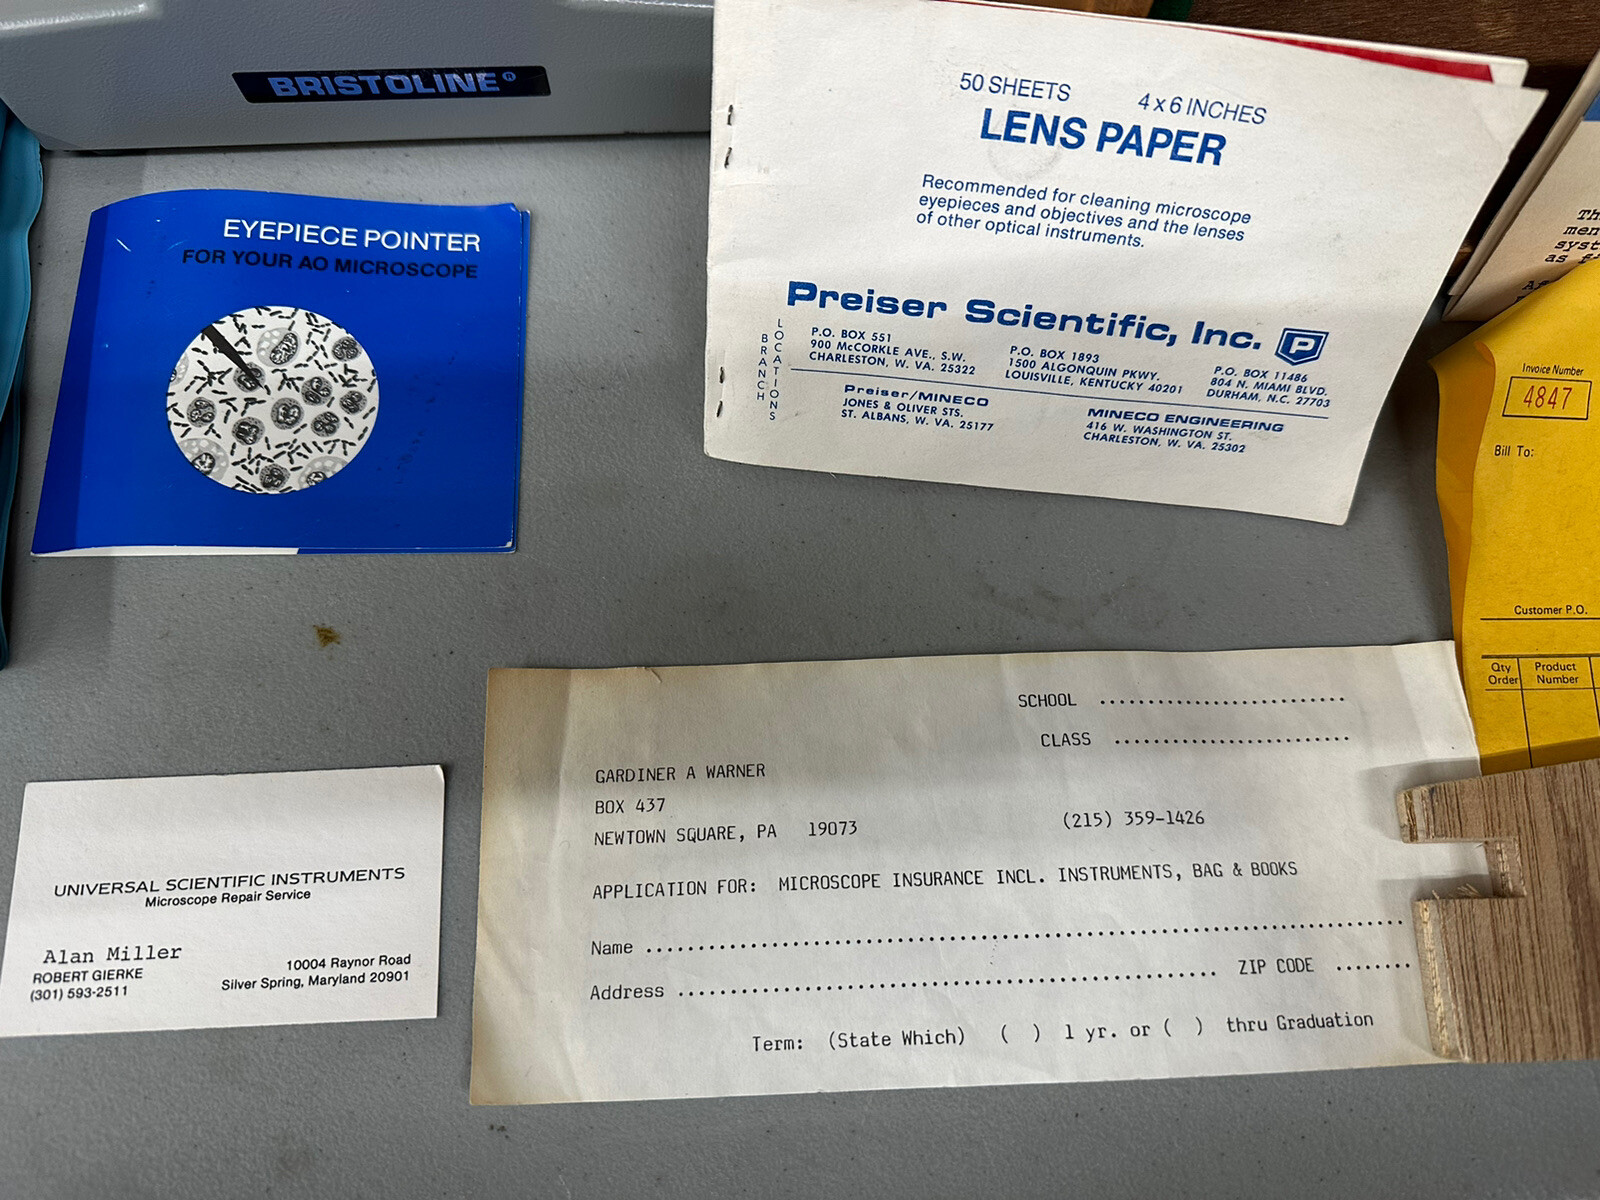 BRISTOLINE®
EYEPIECE POINTER
FOR YOUR AO MICROSCOPE
50 SHEETS 4 x 6 INCHES
LENS PAPER
Recommended for cleaning microscope
eyepieces and objectives and the lenses
of other optical instruments.
Preiser Scientific, Inc.
P
BRANCH
LOCATIONS
P.O. BOX 551
900 McCORKLE AVE., S.W.
CHARLESTON, W. VA. 25322
P.O. BOX 1893
1500 ALGONQUIN PKWY.
LOUISVILLE, KENTUCKY 40201
P.O. BOX 11486
804 N. MIAMI BLVD.
DURHAM, N.C. 27703
Preiser/MINECO
JONES & OLIVER STS.
ST. ALBANS, W. VA. 25177
MINECO ENGINEERING
416 W. WASHINGTON ST.
CHARLESTON, W. VA. 25302
Invoice Number
4847
Bill To:
Customer P.O.
Qty
Order
Product
Number
UNIVERSAL SCIENTIFIC INSTRUMENTS
Microscope Repair Service
Alan Miller
ROBERT GIERKE
(301) 593-2511
10004 Raynor Road
Silver Spring, Maryland 20901
SCHOOL ..........................
CLASS .........................
GARDINER A WARNER
BOX 437
NEWTOWN SQUARE, PA 19073 (215) 359-1426
APPLICATION FOR: MICROSCOPE INSURANCE INCL. INSTRUMENTS, BAG & BOOKS
Name ................................................................
Address ............................................. ZIP CODE ........
Term: (State Which) ( ) 1 yr. or ( ) thru Graduation